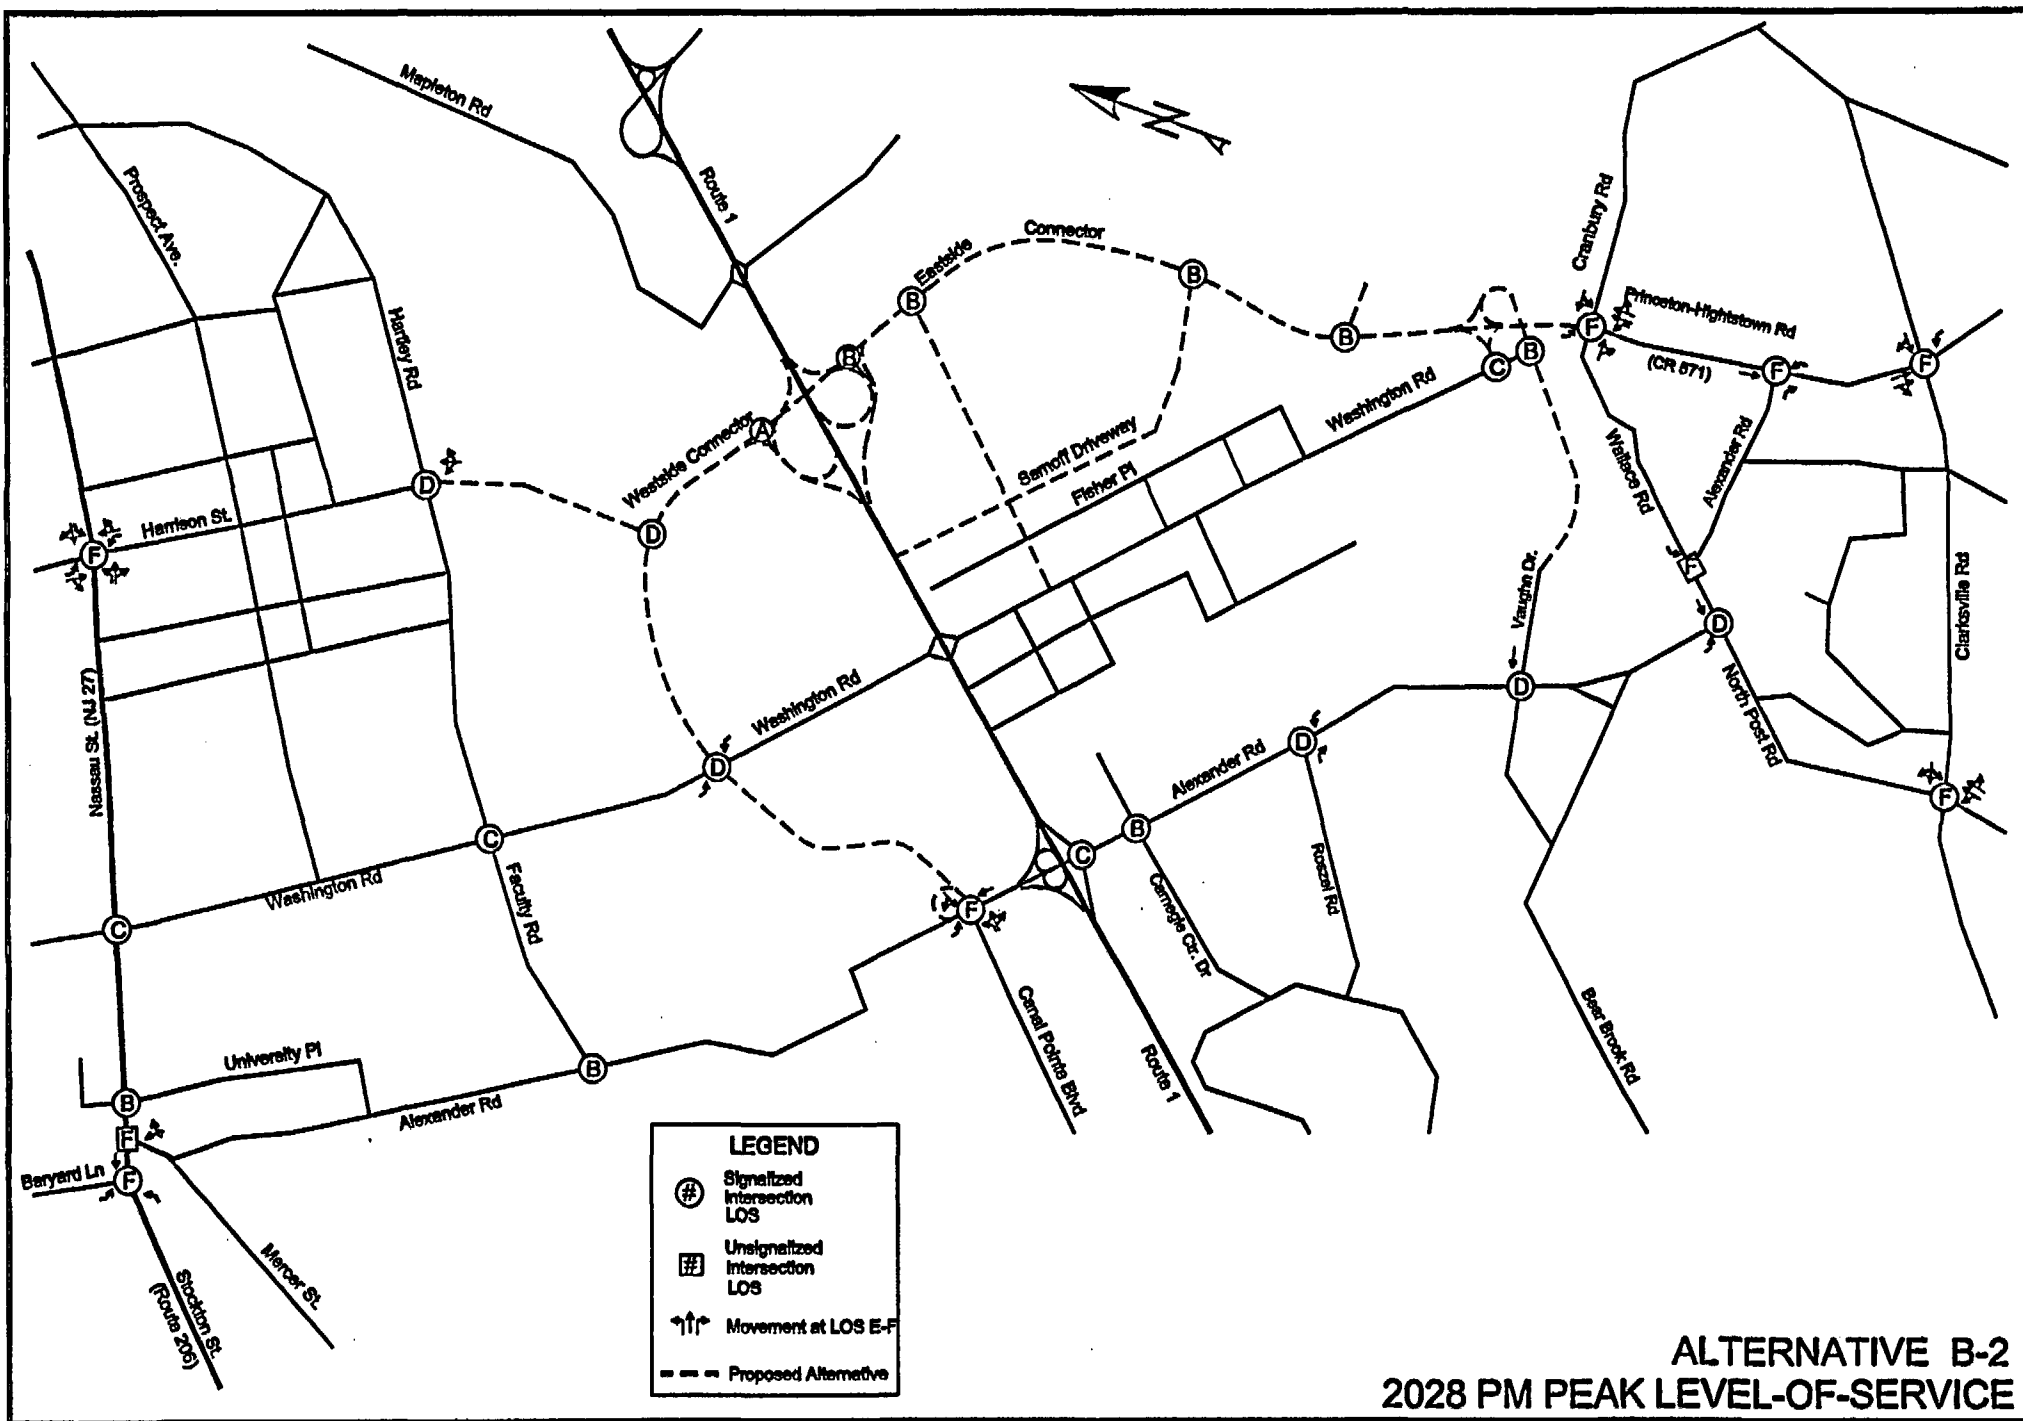 Mapleton Rd
Prospect Ave.
Route 1
N
Cranbury Rd
Eastside
Connector
B
B
Princeton-Hightstown Rd
(CR 571)
Hartley Rd
B
B
F
B
C
F
F
Washington Rd
Westside Connector
A
Sarnoff Driveway
Fisher Pl
Wallace Rd
Alexander Rd
D
Harrison St.
F
D
F
Vaughn Dr.
Clarksville Rd
D
Nassau St. (NJ 27)
Washington Rd
D
D
North Post Rd
D
Alexander Rd
F
C
B
C
Washington Rd
Faculty Rd
Carnegie Ctr. Dr
Roszel Rd
C
F
Canal Pointe Blvd
Route 1
Bear Brook Rd
University Pl
B
B
Alexander Rd
F
Baryard Ln
F
Mercer St.
Stockton St.
(Route 206)
LEGEND
#
Signalized
Intersection
LOS
#
Unsignalized
Intersection
LOS
Movement at LOS E-F
Proposed Alternative
ALTERNATIVE B-2
2028 PM PEAK LEVEL-OF-SERVICE